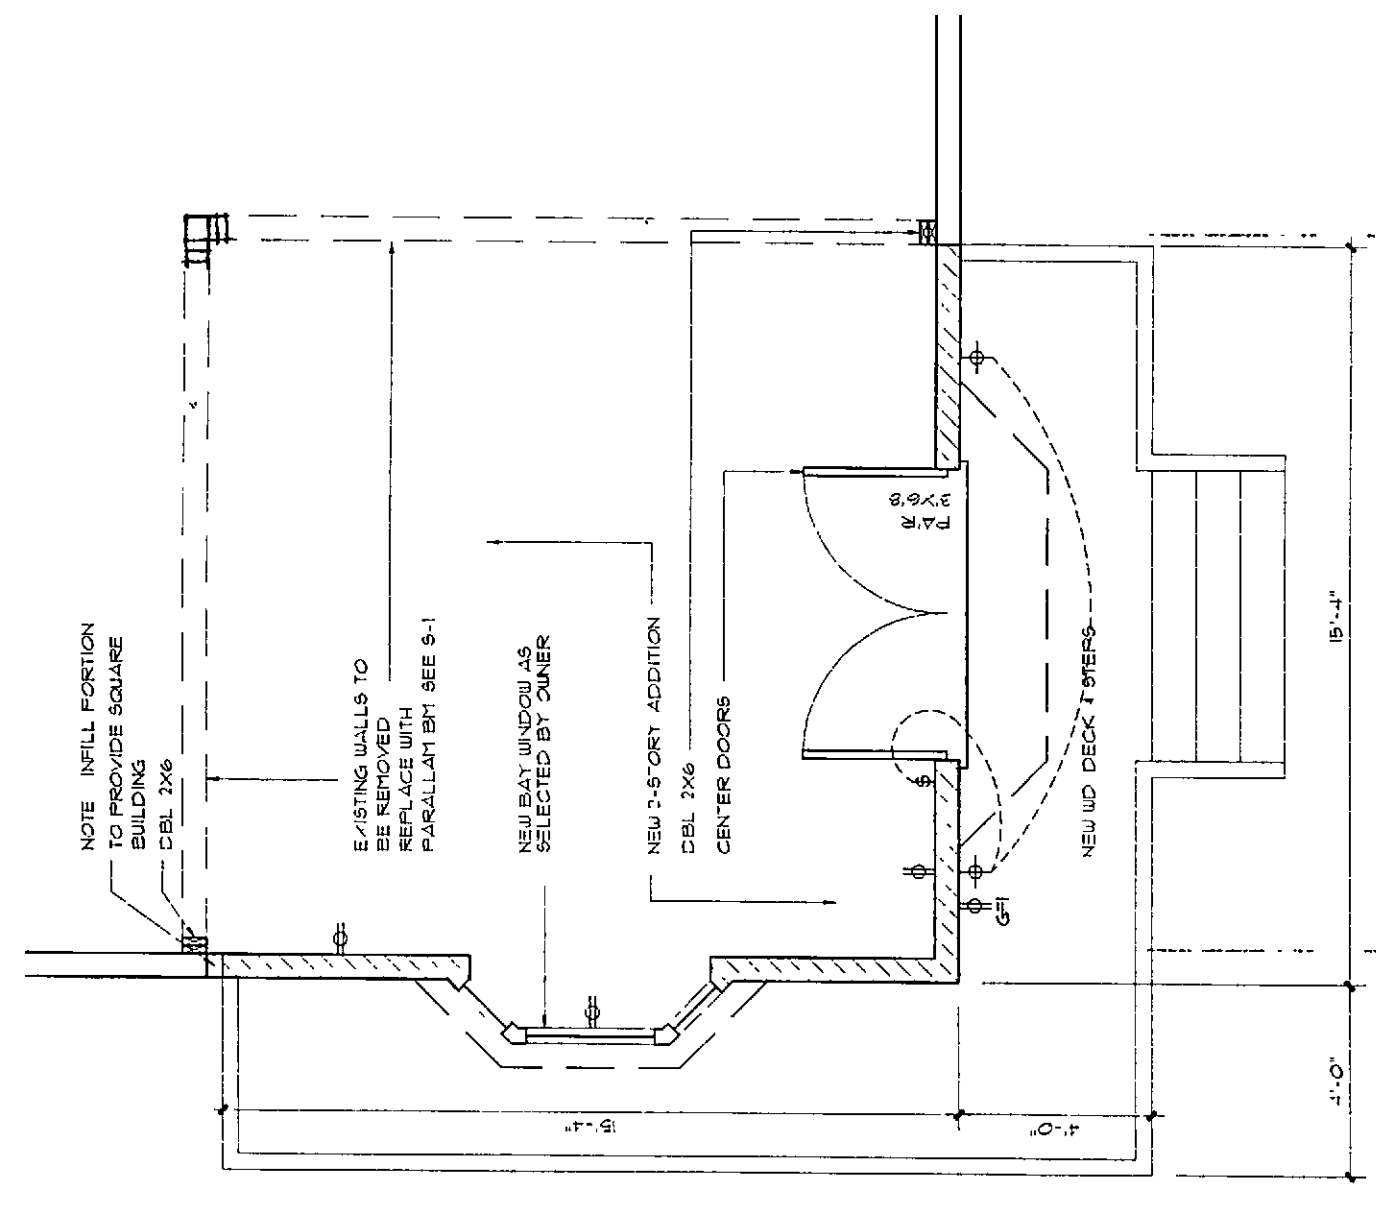 NOTE INFILL PORTION
TO PROVIDE SQUARE
BUILDING
DBL 2X6
EXISTING WALLS TO
BE REMOVED
REPLACE WITH
PARALLAM BM SEE S-1
NEW BAY WINDOW AS
SELECTED BY OWNER
NEW 2-STORY ADDITION
DBL 2X6
CENTER DOORS
PAIR
3'X6'8
$
GFI
NEW WD DECK & STEPS
15'-4"
4'-0"
15'-4"
4'-0"